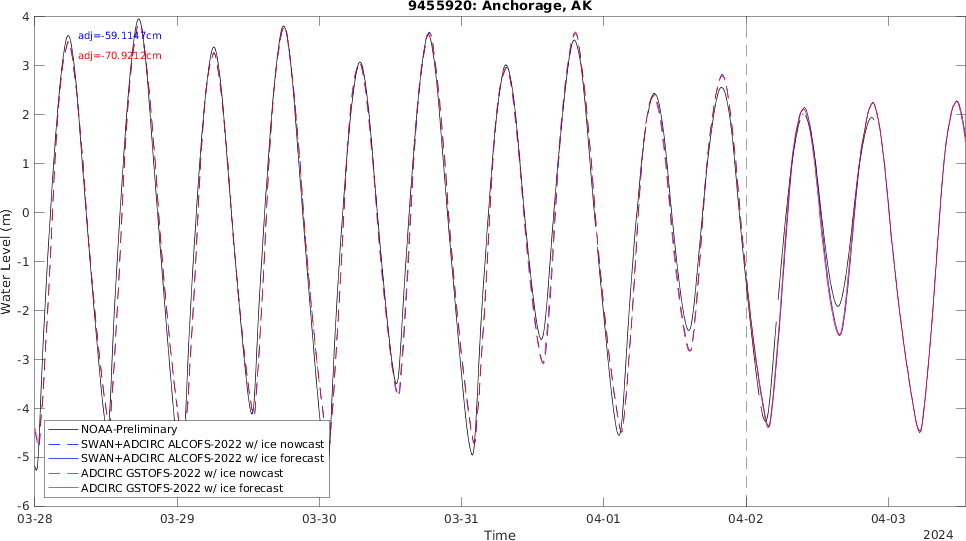 9455920: Anchorage, AK
adj=-59.1147cm
adj=-70.9212cm
4
3
2
1
0
-1
-2
-3
-4
-5
-6
Water Level (m)
NOAA-Preliminary
SWAN+ADCIRC ALCOFS-2022 w/ ice nowcast
SWAN+ADCIRC ALCOFS-2022 w/ ice forecast
ADCIRC GSTOFS-2022 w/ ice nowcast
ADCIRC GSTOFS-2022 w/ ice forecast
03-28 03-29 03-30 03-31 04-01 04-02 04-03
Time
2024